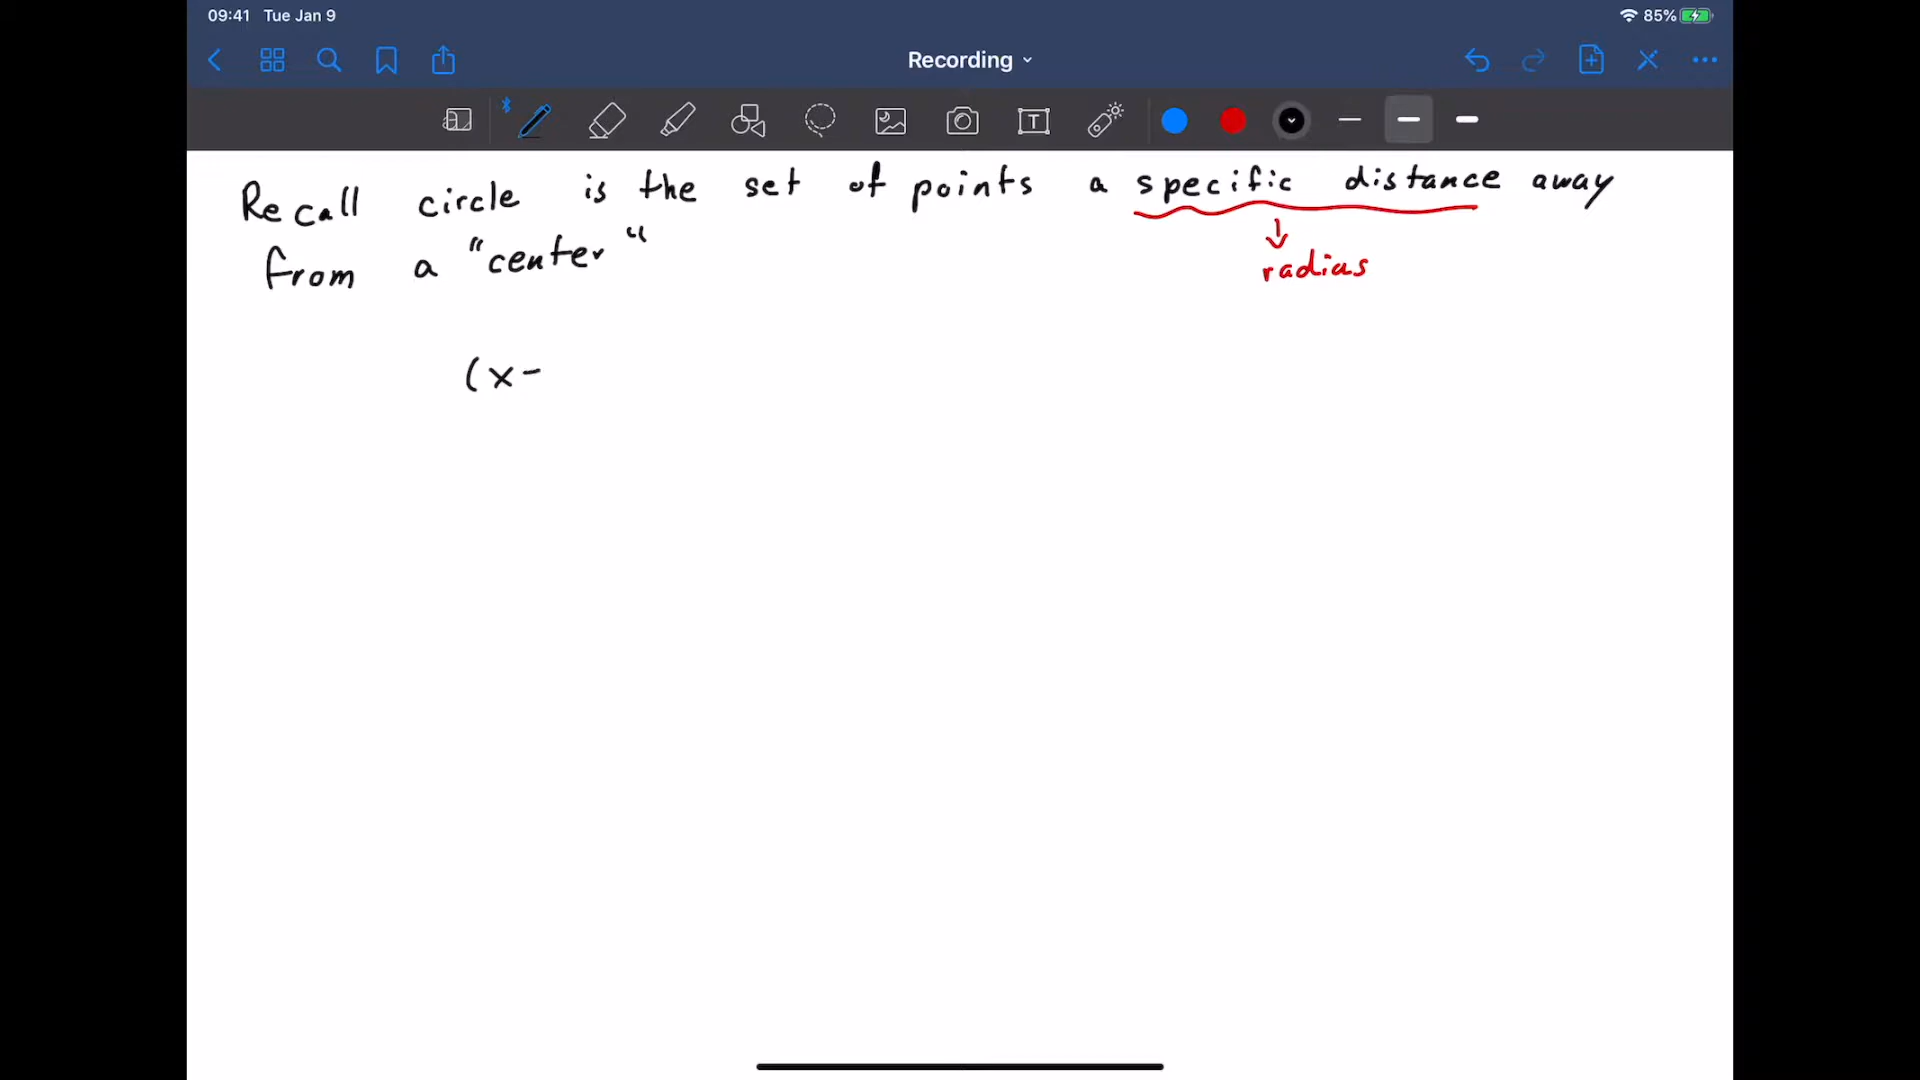 09:41 Tue Jan 9
85%
Recording
T
Recall circle is the set of points a specific distance away
from a "center"
radius
(x-